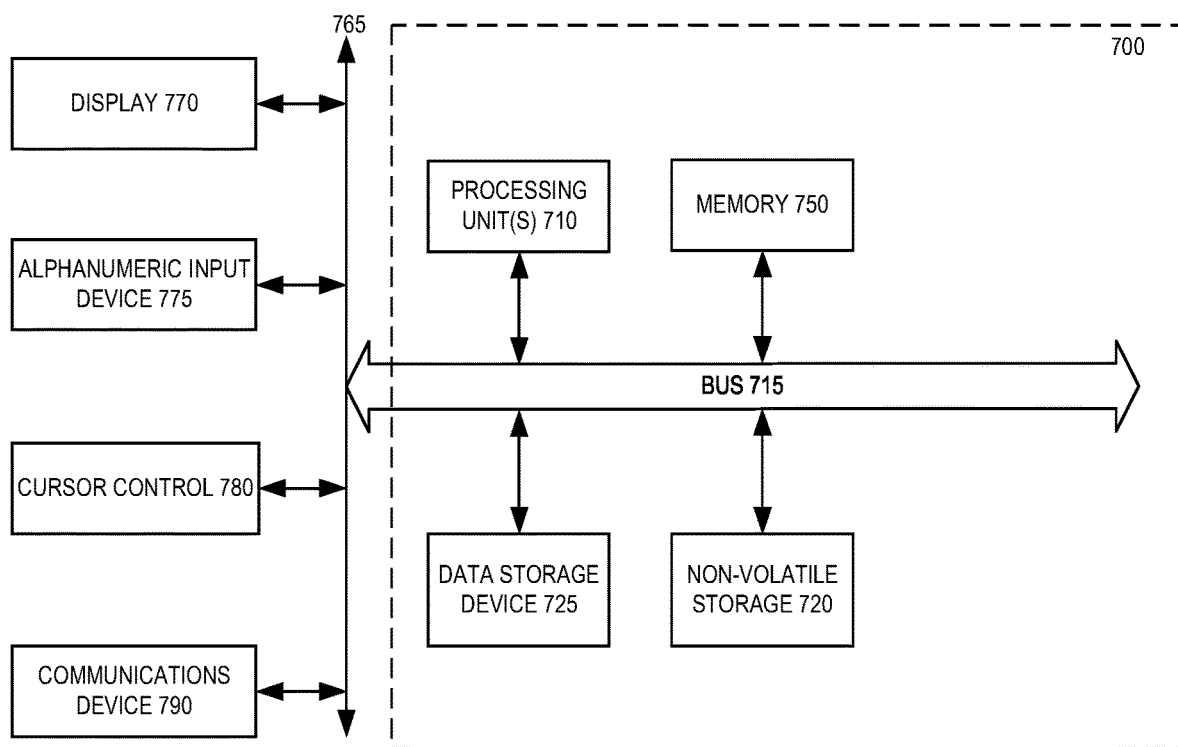 765
700
DISPLAY 770
PROCESSING
UNIT(S) 710
MEMORY 750
ALPHANUMERIC INPUT
DEVICE 775
BUS 715
CURSOR CONTROL 780
DATA STORAGE
DEVICE 725
NON-VOLATILE
STORAGE 720
COMMUNICATIONS
DEVICE 790